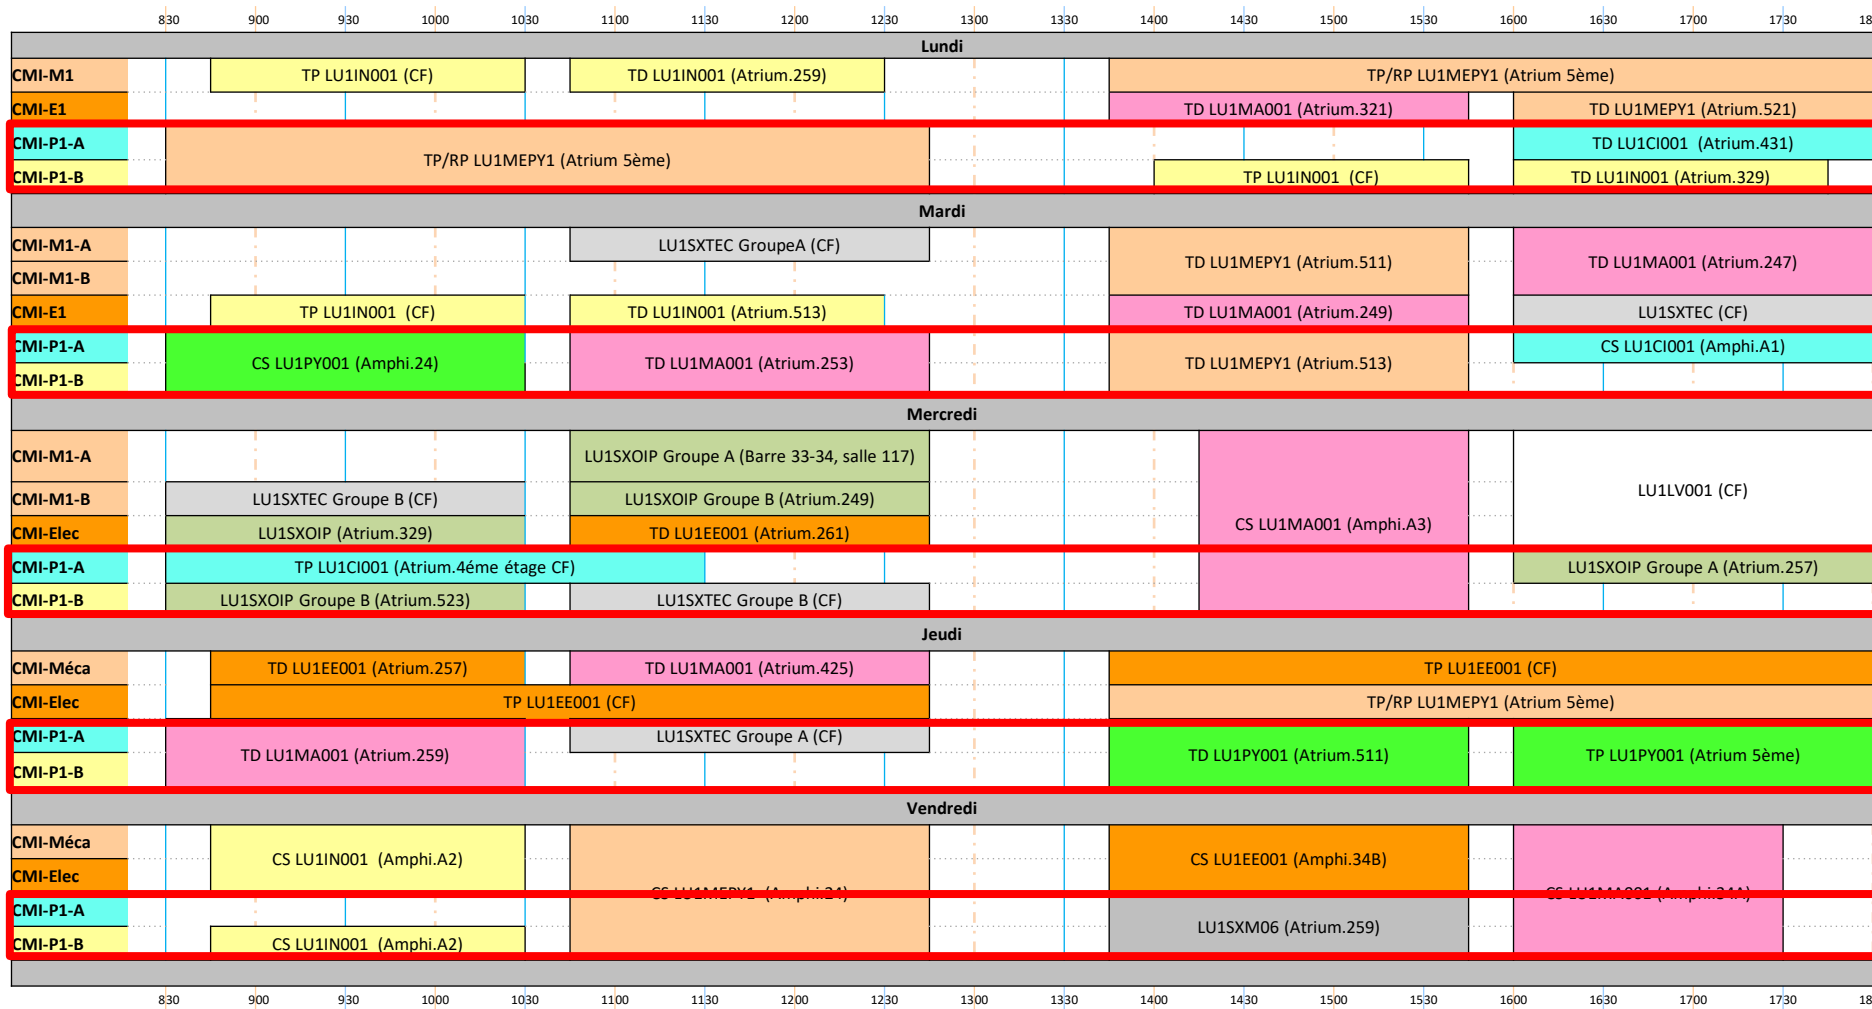 830 900 930 1000 1030 1100 1130 1200 1230 1300 1330 1400 1430 1500 1530 1600 1630 1700 1730 18
Lundi
CMI-M1 TP LU1IN001 (CF) TD LU1IN001 (Atrium.259) TP/RP LU1MEPY1 (Atrium 5ème)
CMI-E1 TD LU1MA001 (Atrium.321) TD LU1MEPY1 (Atrium.521)
CMI-P1-A TD LU1CI001 (Atrium.431)
TP/RP LU1MEPY1 (Atrium 5ème)
CMI-P1-B TP LU1IN001 (CF) TD LU1IN001 (Atrium.329)
Mardi
CMI-M1-A LU1SXTEC GroupeA (CF)
TD LU1MEPY1 (Atrium.511) TD LU1MA001 (Atrium.247)
CMI-M1-B
CMI-E1 TP LU1IN001 (CF) TD LU1IN001 (Atrium.513) TD LU1MA001 (Atrium.249) LU1SXTEC (CF)
CMI-P1-A CS LU1CI001 (Amphi.A1)
CS LU1PY001 (Amphi.24) TD LU1MA001 (Atrium.253) TD LU1MEPY1 (Atrium.513)
CMI-P1-B
Mercredi
CMI-M1-A LU1SXOIP Groupe A (Barre 33-34, salle 117)
LU1LV001 (CF)
CMI-M1-B LU1SXTEC Groupe B (CF) LU1SXOIP Groupe B (Atrium.249)
CS LU1MA001 (Amphi.A3)
CMI-Elec LU1SXOIP (Atrium.329) TD LU1EE001 (Atrium.261)
CMI-P1-A TP LU1CI001 (Atrium.4éme étage CF) LU1SXOIP Groupe A (Atrium.257)
CMI-P1-B LU1SXOIP Groupe B (Atrium.523) LU1SXTEC Groupe B (CF)
Jeudi
CMI-Méca TD LU1EE001 (Atrium.257) TD LU1MA001 (Atrium.425) TP LU1EE001 (CF)
CMI-Elec TP LU1EE001 (CF) TP/RP LU1MEPY1 (Atrium 5ème)
CMI-P1-A LU1SXTEC Groupe A (CF)
TD LU1MA001 (Atrium.259) TD LU1PY001 (Atrium.511) TP LU1PY001 (Atrium 5ème)
CMI-P1-B
Vendredi
CMI-Méca
CS LU1IN001 (Amphi.A2) CS LU1EE001 (Amphi.34B)
CMI-Elec
CS LU1MEPY1 (Amphi.24) CS LU1MA001 (Amphi.34A)
CMI-P1-A
LU1SXM06 (Atrium.259)
CMI-P1-B CS LU1IN001 (Amphi.A2)
830 900 930 1000 1030 1100 1130 1200 1230 1300 1330 1400 1430 1500 1530 1600 1630 1700 1730 18